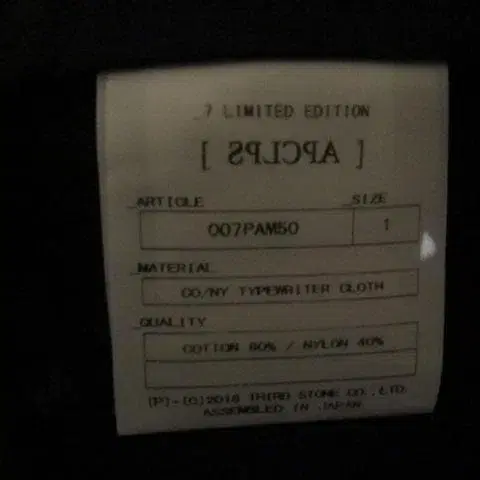 _7 LIMITED EDITION
[ APCLPS ]
_ARTICLE _SIZE
007PAM50 1
_MATERIAL
CO/NY TYPEWRITER CLOTH
_QUALITY
COTTON 60% / NYLON 40%
[P]-[C]2018 THIRD STONE CO.,LTD.
ASSEMBLED IN JAPAN